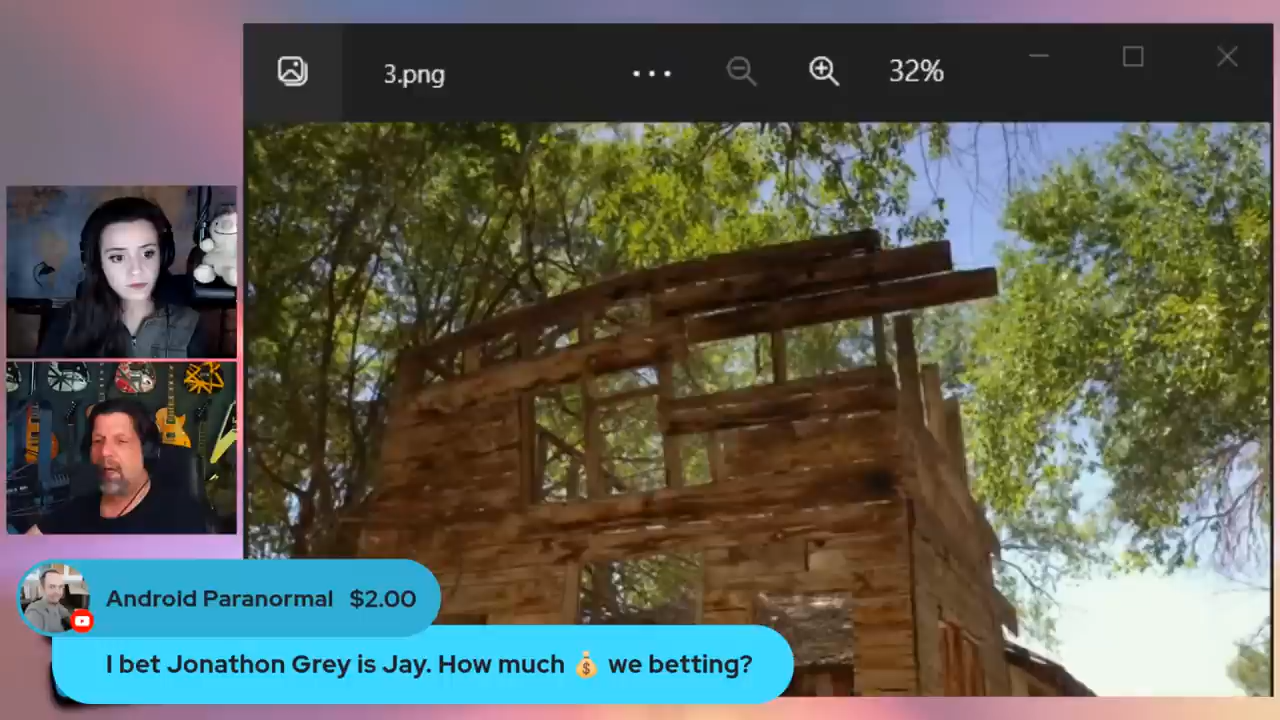 3.png
32%
Android Paranormal $2.00
I bet Jonathon Grey is Jay. How much 💰 we betting?